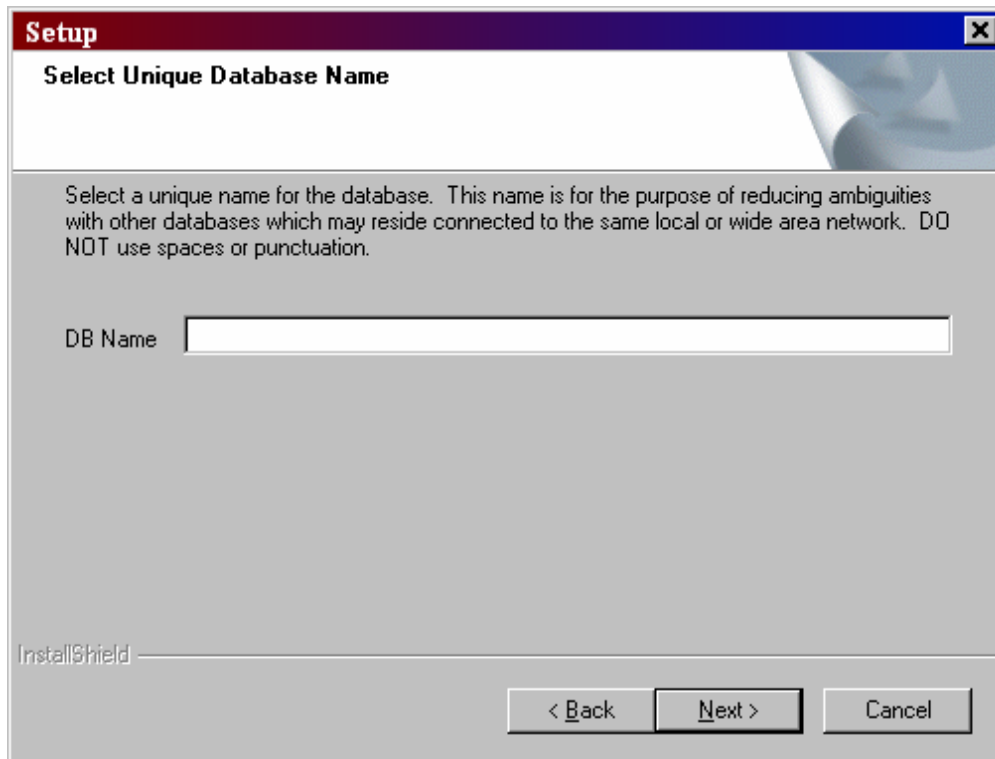 Setup
Select Unique Database Name
Select a unique name for the database.  This name is for the purpose of reducing ambiguities
with other databases which may reside connected to the same local or wide area network.  DO
NOT use spaces or punctuation.
DB Name
InstallShield
< Back
Next >
Cancel